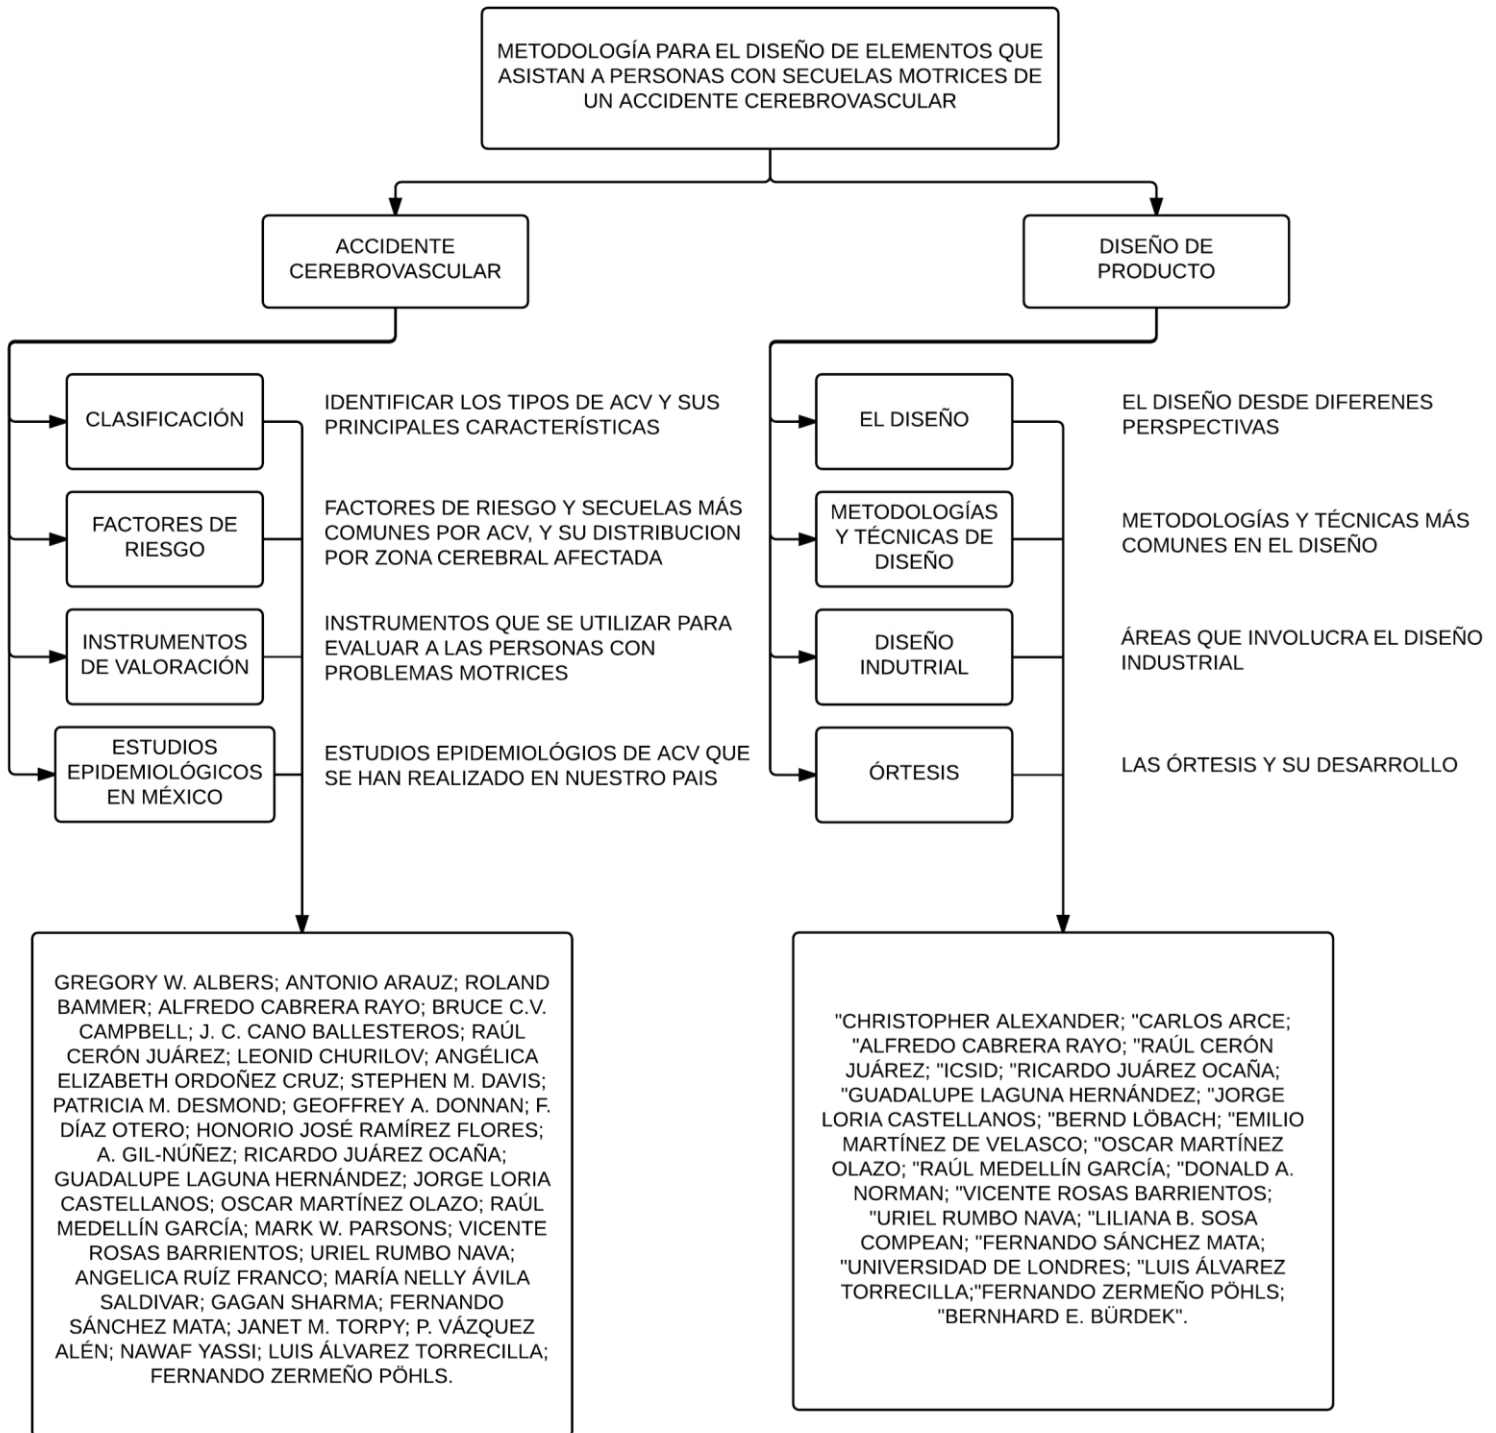 METODOLOGÍA PARA EL DISEÑO DE ELEMENTOS QUE
ASISTAN A PERSONAS CON SECUELAS MOTRICES DE
UN ACCIDENTE CEREBROVASCULAR
ACCIDENTE
CEREBROVASCULAR
DISEÑO DE
PRODUCTO
CLASIFICACIÓN
IDENTIFICAR LOS TIPOS DE ACV Y SUS
PRINCIPALES CARACTERÍSTIFICAS
FACTORES DE
RIESGO
FACTORES DE RIESGO Y SECUELAS MÁS
COMUNES POR ACV, Y SU DISTRIBUCION
POR ZONA CEREBRAL AFECTADA
INSTRUMENTOS
DE VALORACIÓN
INSTRUMENTOS QUE SE UTILIZAR PARA
EVALUAR A LAS PERSONAS CON
PROBLEMAS MOTRICES
ESTUDIOS
EPIDEMIOLÓGICOS
EN MÉXICO
ESTUDIOS EPIDEMIOLÓGIOS DE ACV QUE
SE HAN REALIZADO EN NUESTRO PAIS
EL DISEÑO
EL DISEÑO DESDE DIFERENES
PERSPECTIVAS
METODOLOGÍAS
Y TÉCNICAS DE
DISEÑO
METODOLOGÍAS Y TÉCNICAS MÁS
COMUNES EN EL DISEÑO
DISEÑO
INDUTRIAL
ÁREAS QUE INVOLUCRA EL DISEÑO
INDUSTRIAL
ÓRTESIS
LAS ÓRTESIS Y SU DESARROLLO
GREGORY W. ALBERS; ANTONIO ARAUZ; ROLAND
BAMMER; ALFREDO CABRERA RAYO; BRUCE C.V.
CAMPBELL; J. C. CANO BALLESTEROS; RAÚL
CERÓN JUÁREZ; LEONID CHURILOV; ANGÉLICA
ELIZABETH ORDOÑEZ CRUZ; STEPHEN M. DAVIS;
PATRICIA M. DESMOND; GEOFFREY A. DONNAN; F.
DÍAZ OTERO; HONORIO JOSÉ RAMÍREZ FLORES;
A. GIL-NÚÑEZ; RICARDO JUÁREZ OCAÑA;
GUADALUPE LAGUNA HERNÁNDEZ; JORGE LORIA
CASTELLANOS; OSCAR MARTÍNEZ OLAZO; RAÚL
MEDELLÍN GARCÍA; MARK W. PARSONS; VICENTE
ROSAS BARRIENTOS; URIEL RUMBO NAVA;
ANGELICA RUÍZ FRANCO; MARÍA NELLY ÁVILA
SALDIVAR; GAGAN SHARMA; FERNANDO
SÁNCHEZ MATA; JANET M. TORPY; P. VÁZQUEZ
ALÉN; NAWAF YASSI; LUIS ÁLVAREZ TORRECILLA;
FERNANDO ZERMEÑO PÖHLS.
"CHRISTOPHER ALEXANDER; "CARLOS ARCE;
"ALFREDO CABRERA RAYO; "RAÚL CERÓN
JUÁREZ; "ICSID; "RICARDO JUÁREZ OCAÑA;
"GUADALUPE LAGUNA HERNÁNDEZ; "JORGE
LORIA CASTELLANOS; "BERND LÖBACH; "EMILIO
MARTÍNEZ DE VELASCO; "OSCAR MARTÍNEZ
OLAZO; "RAÚL MEDELLÍN GARCÍA; "DONALD A.
NORMAN; "VICENTE ROSAS BARRIENTOS;
"URIEL RUMBO NAVA; "LILIANA B. SOSA
COMPEAN; "FERNANDO SÁNCHEZ MATA;
"UNIVERSIDAD DE LONDRES; "LUIS ÁLVAREZ
TORRECILLA;"FERNANDO ZERMEÑO PÖHLS;
"BERNHARD E. BÜRDEK".